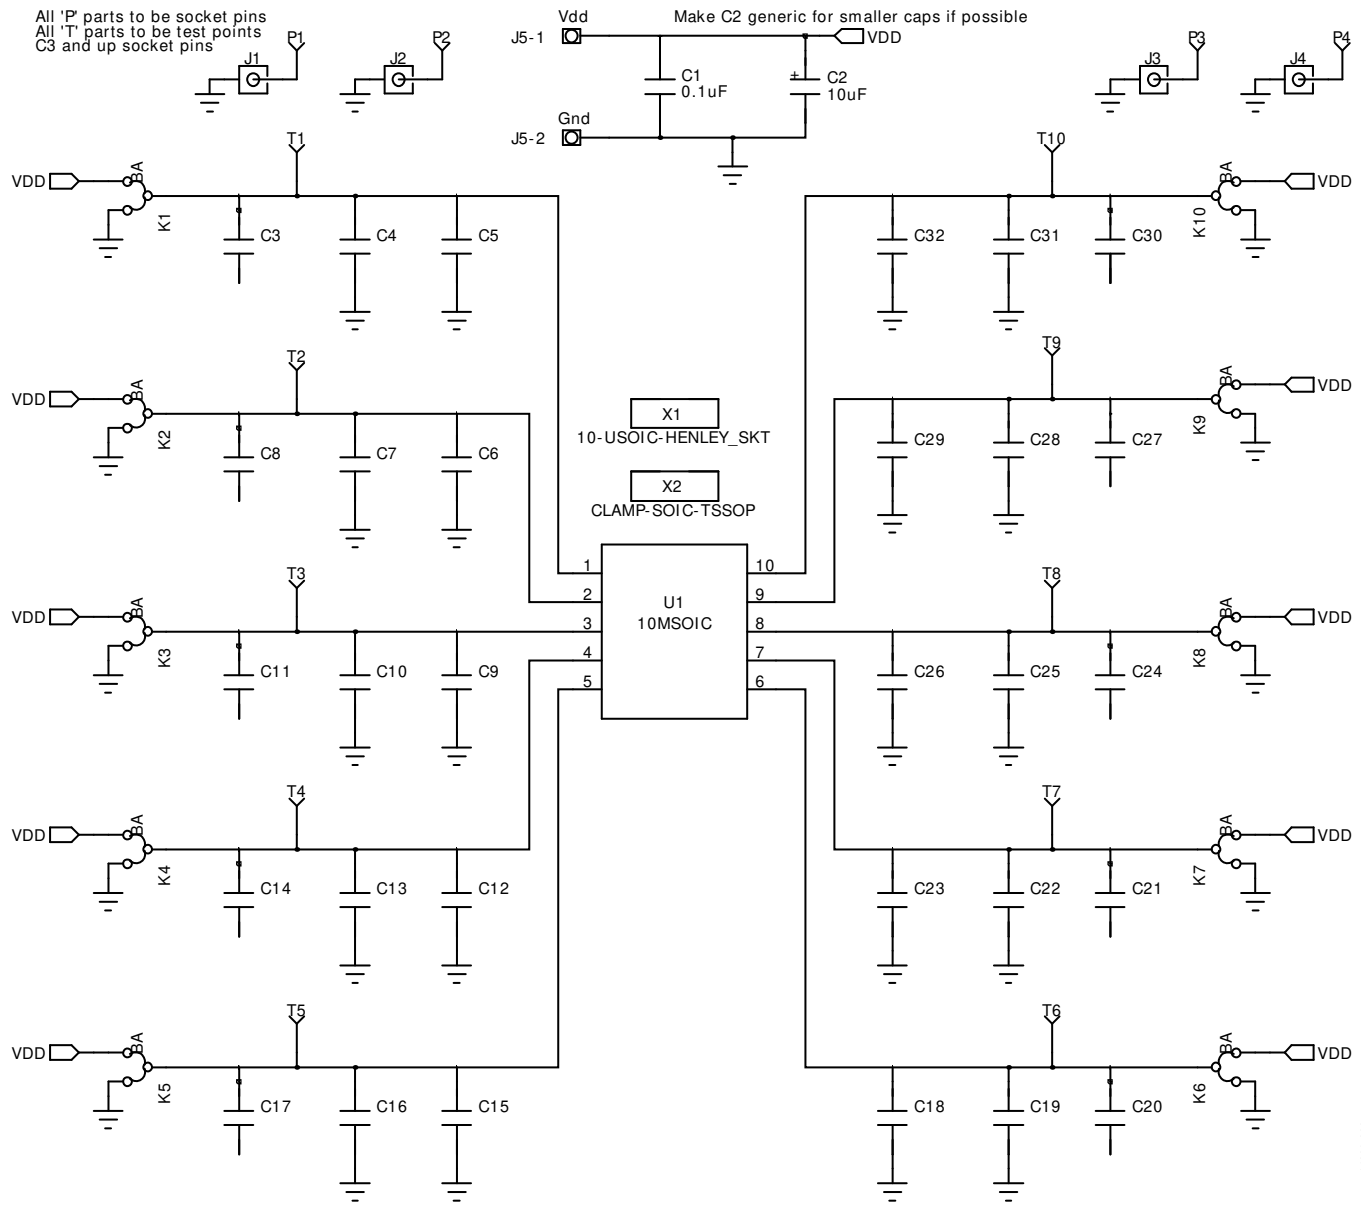 All 'P' parts to be socket pins
All 'T' parts to be test points
C3 and up socket pins
Vdd
Make C2 generic for smaller caps if possible
J5-1
VDD
J1
P1
J2
P2
C1
0.1uF
+
C2
10uF
J3
P3
J4
P4
Gnd
J5-2
T1
T10
VDD
BA
K1
C3
C4
C5
C32
C31
C30
K10
BA
VDD
T2
T9
VDD
BA
K2
C8
C7
C6
X1
10-USOIC-HENLEY_SKT
X2
CLAMP-SOIC-TSSOP
C29
C28
C27
K9
BA
VDD
T3
T8
VDD
BA
K3
C11
C10
C9
1
2
3
4
5
U1
10MSOIC
10
9
8
7
6
C26
C25
C24
K8
BA
VDD
T4
T7
VDD
BA
K4
C14
C13
C12
C23
C22
C21
K7
BA
VDD
T5
T6
VDD
BA
K5
C17
C16
C15
C18
C19
C20
K6
BA
VDD